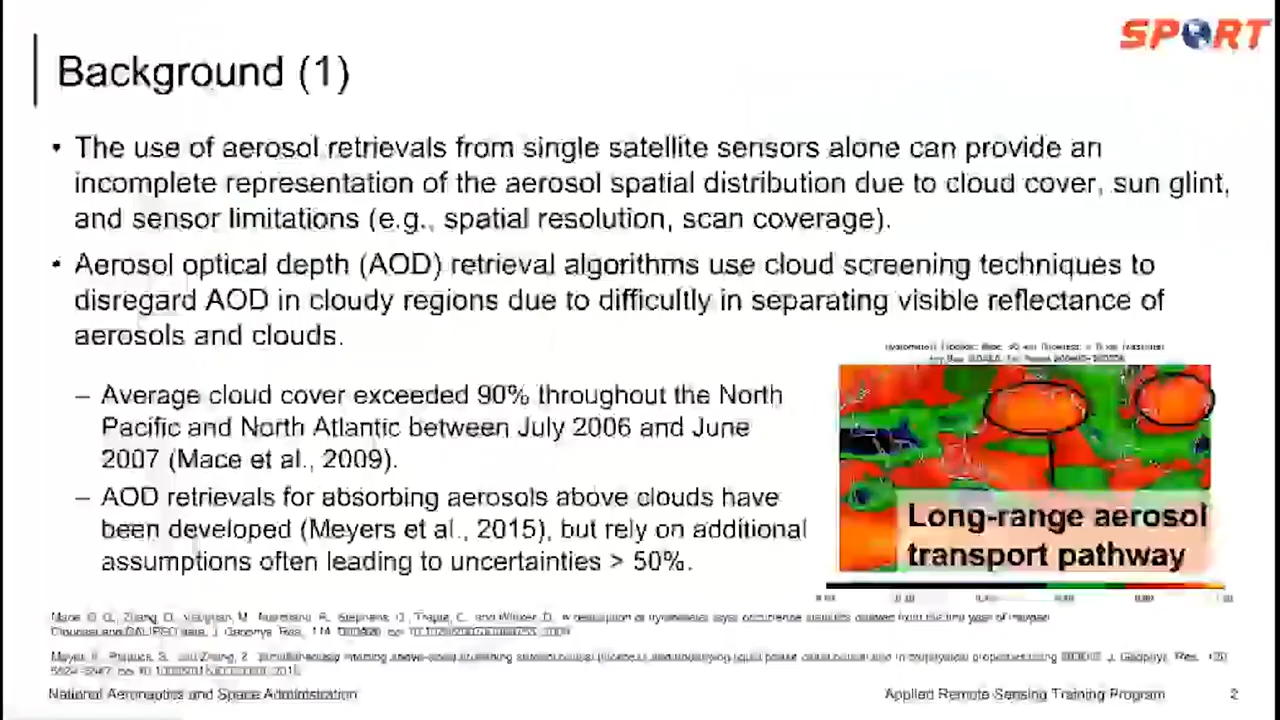 SPORT
Background (1)
• The use of aerosol retrievals from single satellite sensors alone can provide an
incomplete representation of the aerosol spatial distribution due to cloud cover, sun glint,
and sensor limitations (e.g., spatial resolution, scan coverage).
• Aerosol optical depth (AOD) retrieval algorithms use cloud screening techniques to
disregard AOD in cloudy regions due to difficultly in separating visible reflectance of
aerosols and clouds.
– Average cloud cover exceeded 90% throughout the North
Pacific and North Atlantic between July 2006 and June
2007 (Mace et al., 2009).
– AOD retrievals for absorbing aerosols above clouds have
been developed (Meyers et al., 2015), but rely on additional
assumptions often leading to uncertainties > 50%.
Long-range aerosol
transport pathway
National Aeronautics and Space Administration
Applied Remote Sensing Training Program
2